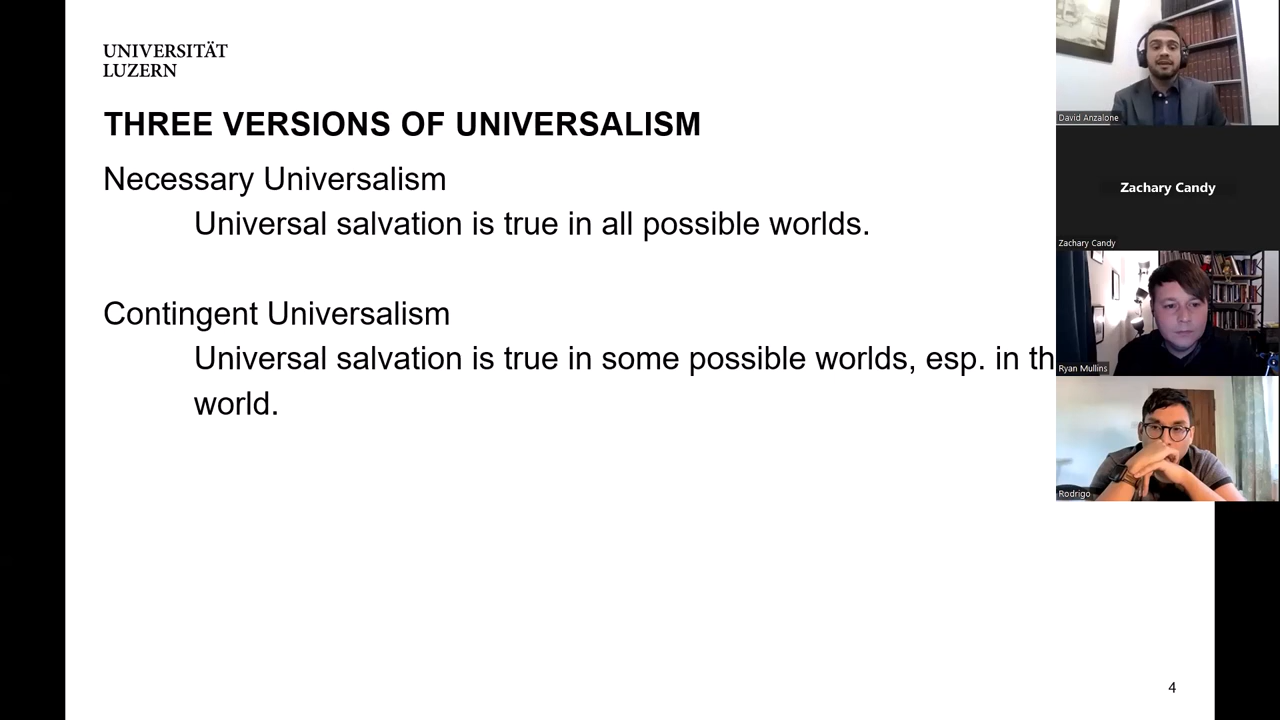 UNIVERSITÄT
LUZERN
THREE VERSIONS OF UNIVERSALISM
Necessary Universalism
Universal salvation is true in all possible worlds.
Contingent Universalism
Universal salvation is true in some possible worlds, esp. in th
world.
4
David Anzalone
Zachary Candy
Zachary Candy
Ryan Mullins
Rodrigo